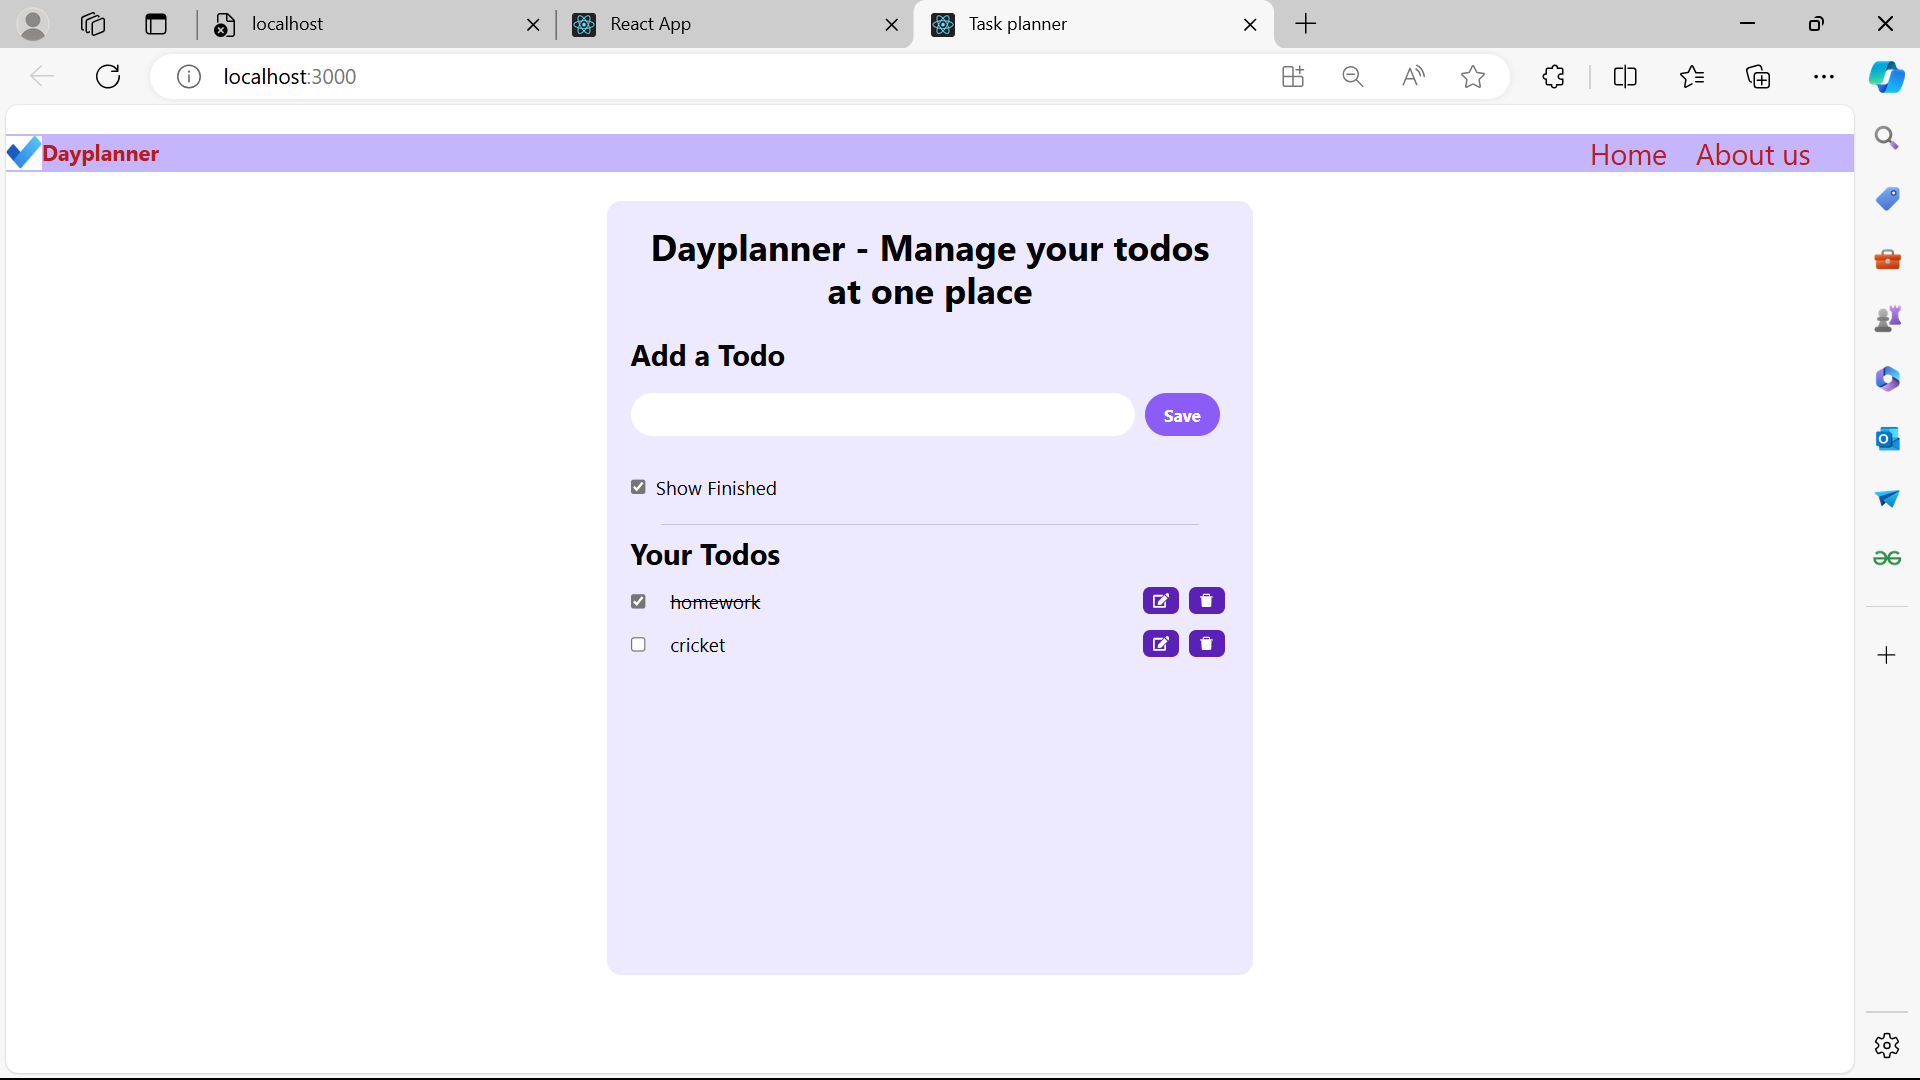 localhost
React App
Task planner
localhost:3000
Dayplanner
Home
About us
Dayplanner - Manage your todos
at one place
Add a Todo
Save
Show Finished
Your Todos
homework
cricket